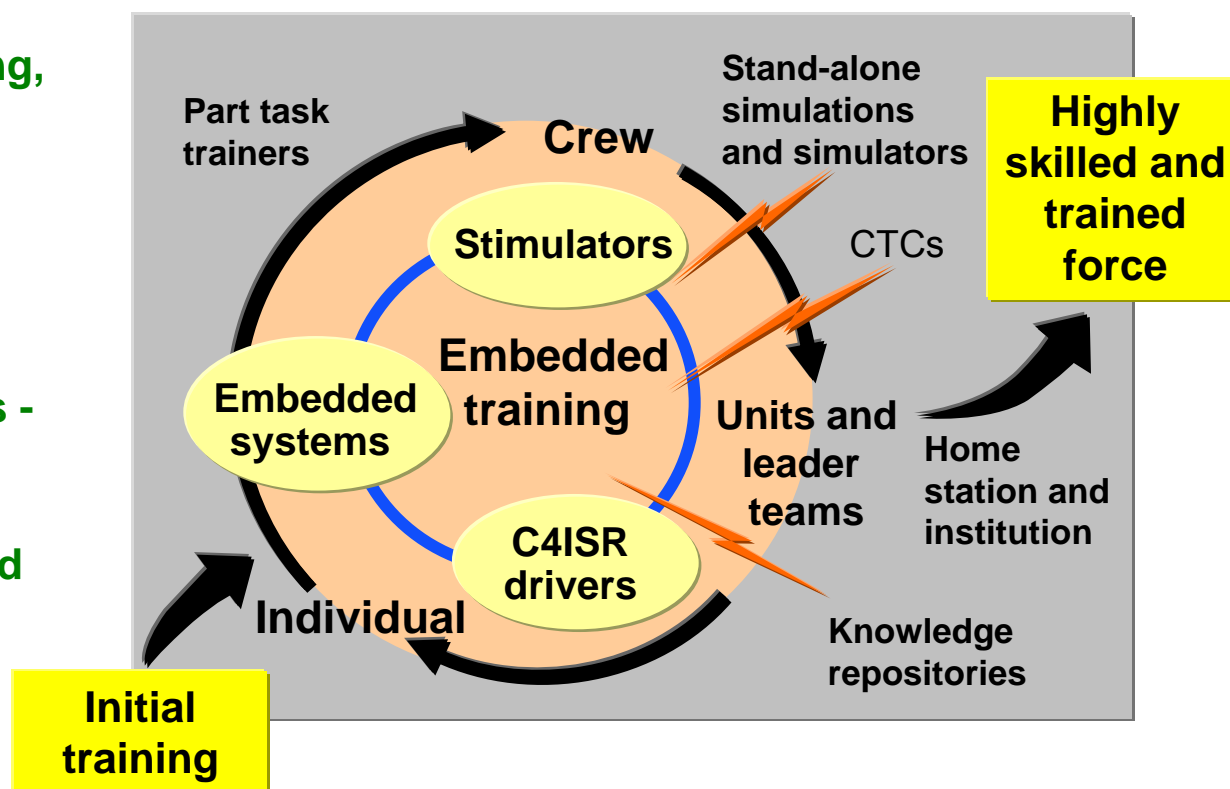 ng,
s -
d
Part task
trainers
Crew
Stand-alone
simulations
and simulators
CTCs
Highly
skilled and
trained
force
Stimulators
Embedded
training
Embedded
systems
Units and
leader
teams
Home
station and
institution
C4ISR
drivers
Individual
Knowledge
repositories
Initial
training